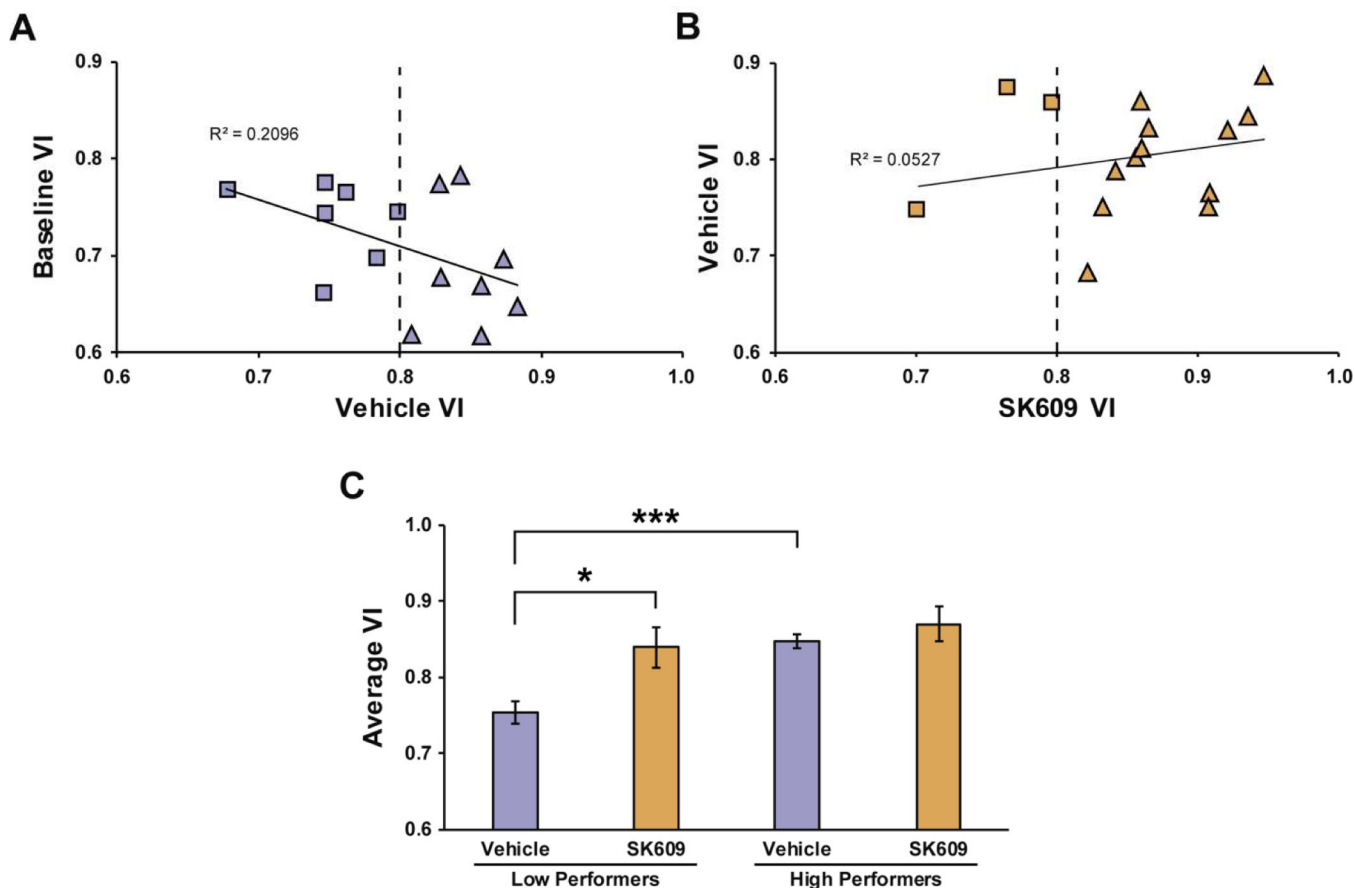 A
0.9
0.8
0.7
0.6
Baseline VI
R² = 0.2096
0.6 0.7 0.8 0.9 1.0
Vehicle VI
B
0.9
0.8
0.7
0.6
Vehicle VI
R² = 0.0527
0.6 0.7 0.8 0.9 1.0
SK609 VI
C
1.0
0.9
0.8
0.7
0.6
Average VI
***
*
Vehicle SK609 Vehicle SK609
Low Performers High Performers